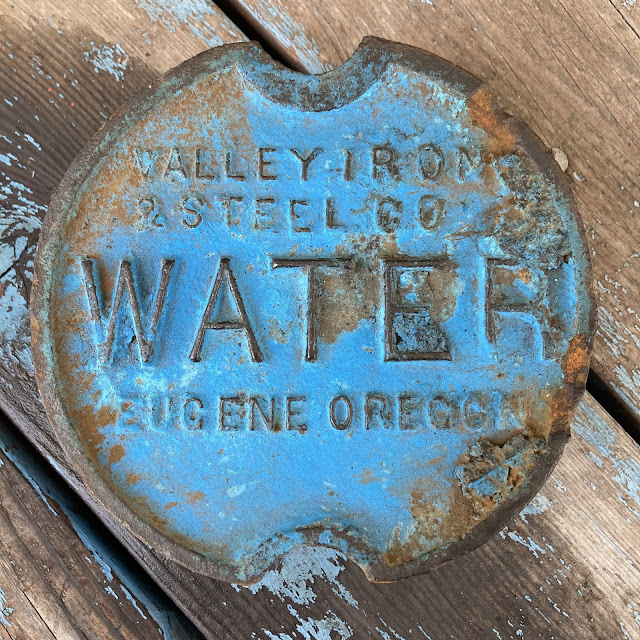 VALLEY IRON
& STEEL CO
WATER
EUGENE OREGON